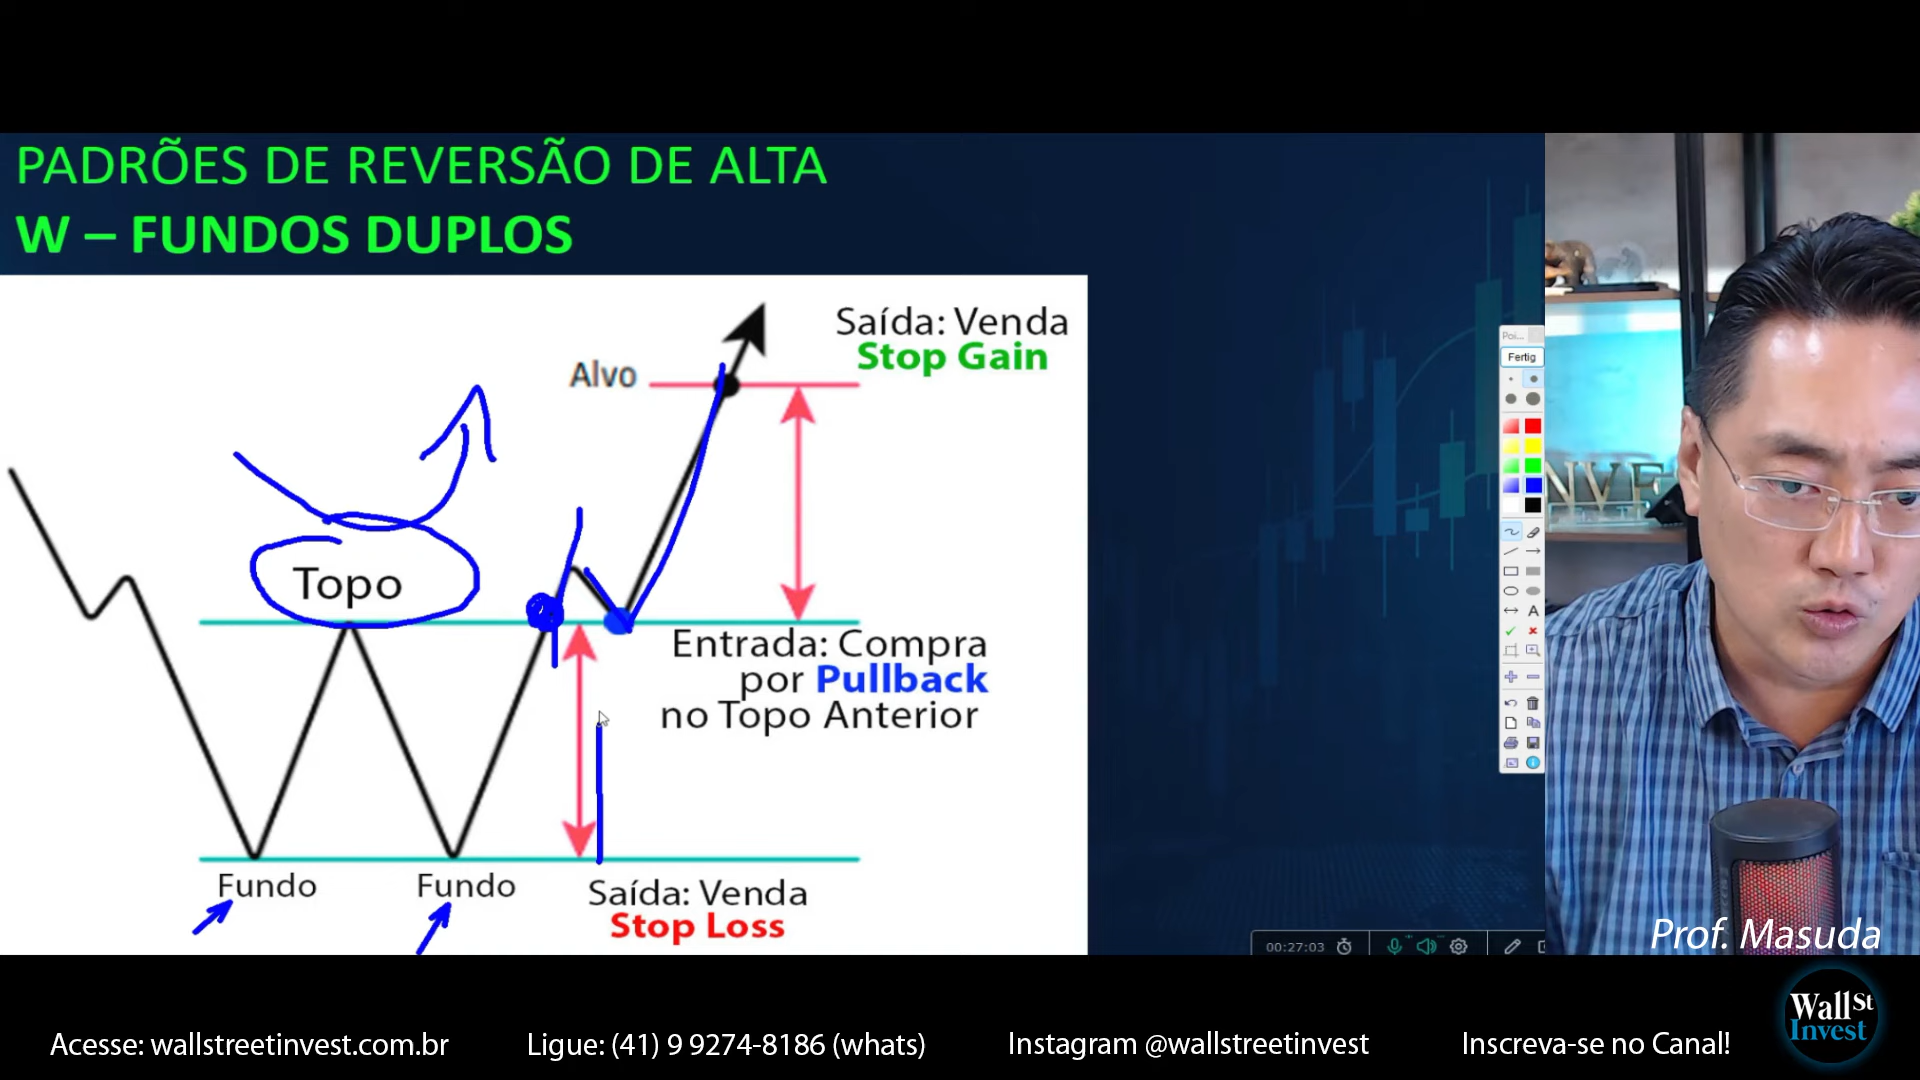 PADRÕES DE REVERSÃO DE ALTA
W – FUNDOS DUPLOS
Saída: Venda
Stop Gain
Alvo
Topo
Entrada: Compra
por Pullback
no Topo Anterior
Fundo
Fundo
Saída: Venda
Stop Loss
Poi...
Fertig
A
00:27:03
Prof. Masuda
Acesse: wallstreetinvest.com.br
Ligue: (41) 9 9274-8186 (whats)
Instagram @wallstreetinvest
Inscreva-se no Canal!
Wall St
Invest